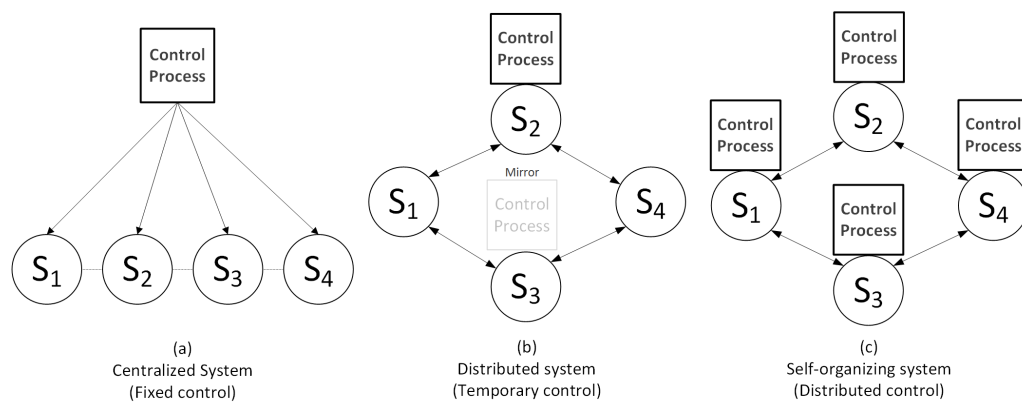 Control
Process
S1
S2
S3
S4
(a)
Centralized System
(Fixed control)
Control
Process
S2
Mirror
Control
Process
S1
S4
S3
(b)
Distributed system
(Temporary control)
Control
Process
S2
Control
Process
S1
Control
Process
S4
Control
Process
S3
(c)
Self-organizing system
(Distributed control)